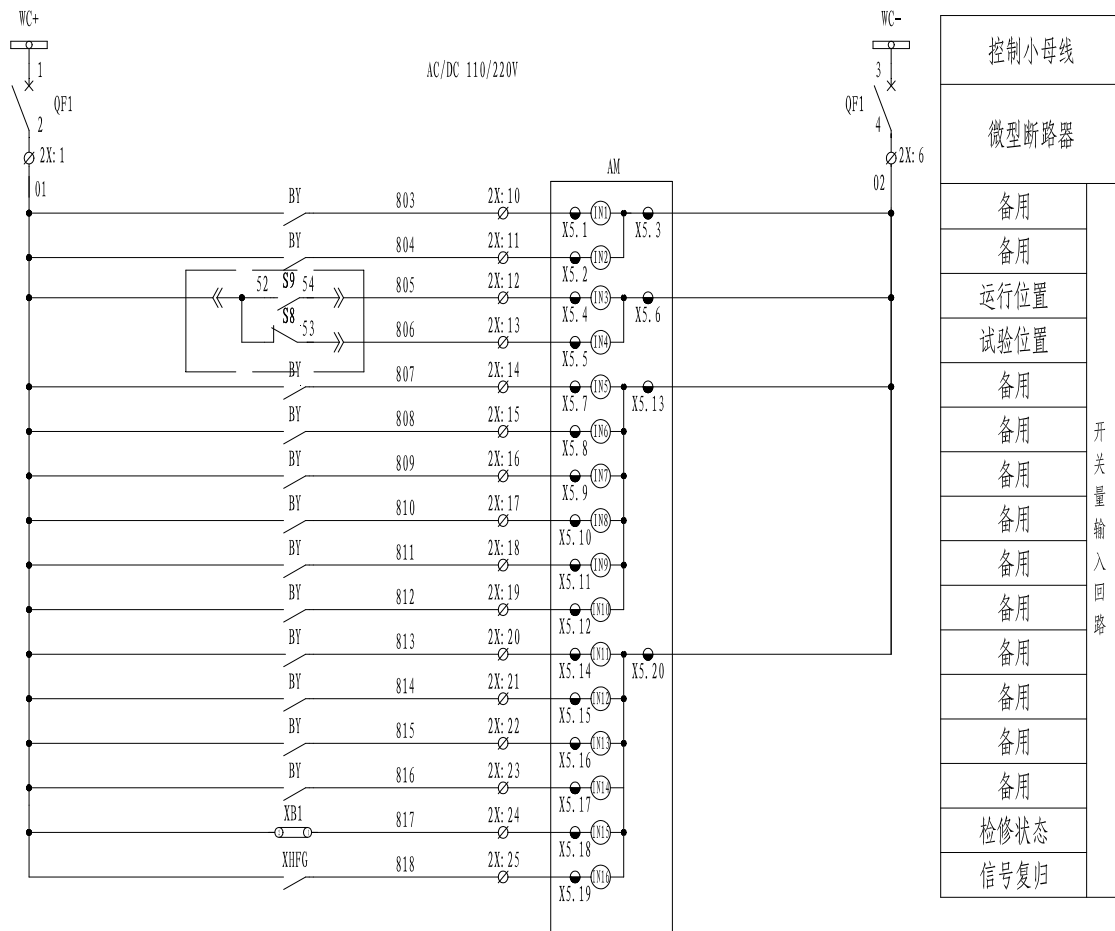 WC+
WC-
控制小母线
1
3
AC/DC 110/220V
QF1
QF1
2
4
微型断路器
2X:1
2X:6
AM
01
02
BY 803 2X:10 X5.1 IN1 X5.3 备用
BY 804 2X:11 X5.2 IN2 备用
52 S9 54 805 2X:12 X5.4 IN3 X5.6 运行位置
S8 53 806 2X:13 X5.5 IN4 试验位置
BY 807 2X:14 X5.7 IN5 X5.13 备用
BY 808 2X:15 X5.8 IN6 备用
BY 809 2X:16 X5.9 IN7 备用
BY 810 2X:17 X5.10 IN8 备用
BY 811 2X:18 X5.11 IN9 备用
BY 812 2X:19 X5.12 IN10 备用
BY 813 2X:20 X5.14 IN11 X5.20 备用
BY 814 2X:21 X5.15 IN12 备用
BY 815 2X:22 X5.16 IN13 备用
BY 816 2X:23 X5.17 IN14 备用
XB1 817 2X:24 X5.18 IN15 检修状态
XHFG 818 2X:25 X5.19 IN16 信号复归
开关量输入回路